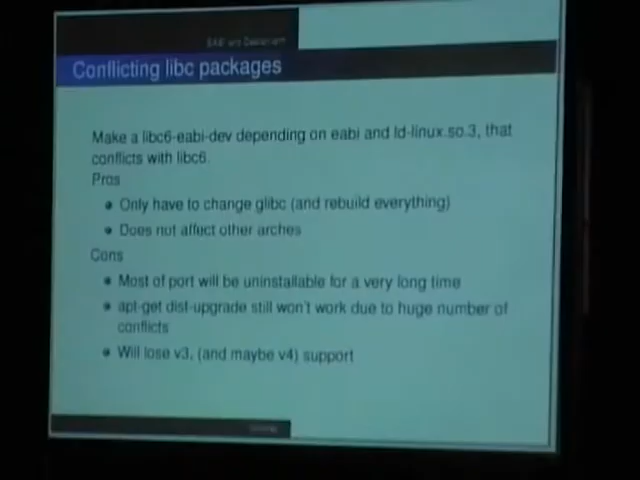 Conflicting libc packages
Make a libc6-eabi-dev depending on eabi and ld-linux.so.3, that
conflicts with libc6.
Pros
Only have to change glibc (and rebuild everything)
Does not affect other arches
Cons
Most of port will be uninstallable for a very long time
apt-get dist-upgrade still won't work due to huge number of
conflicts
Will lose v3, (and maybe v4) support